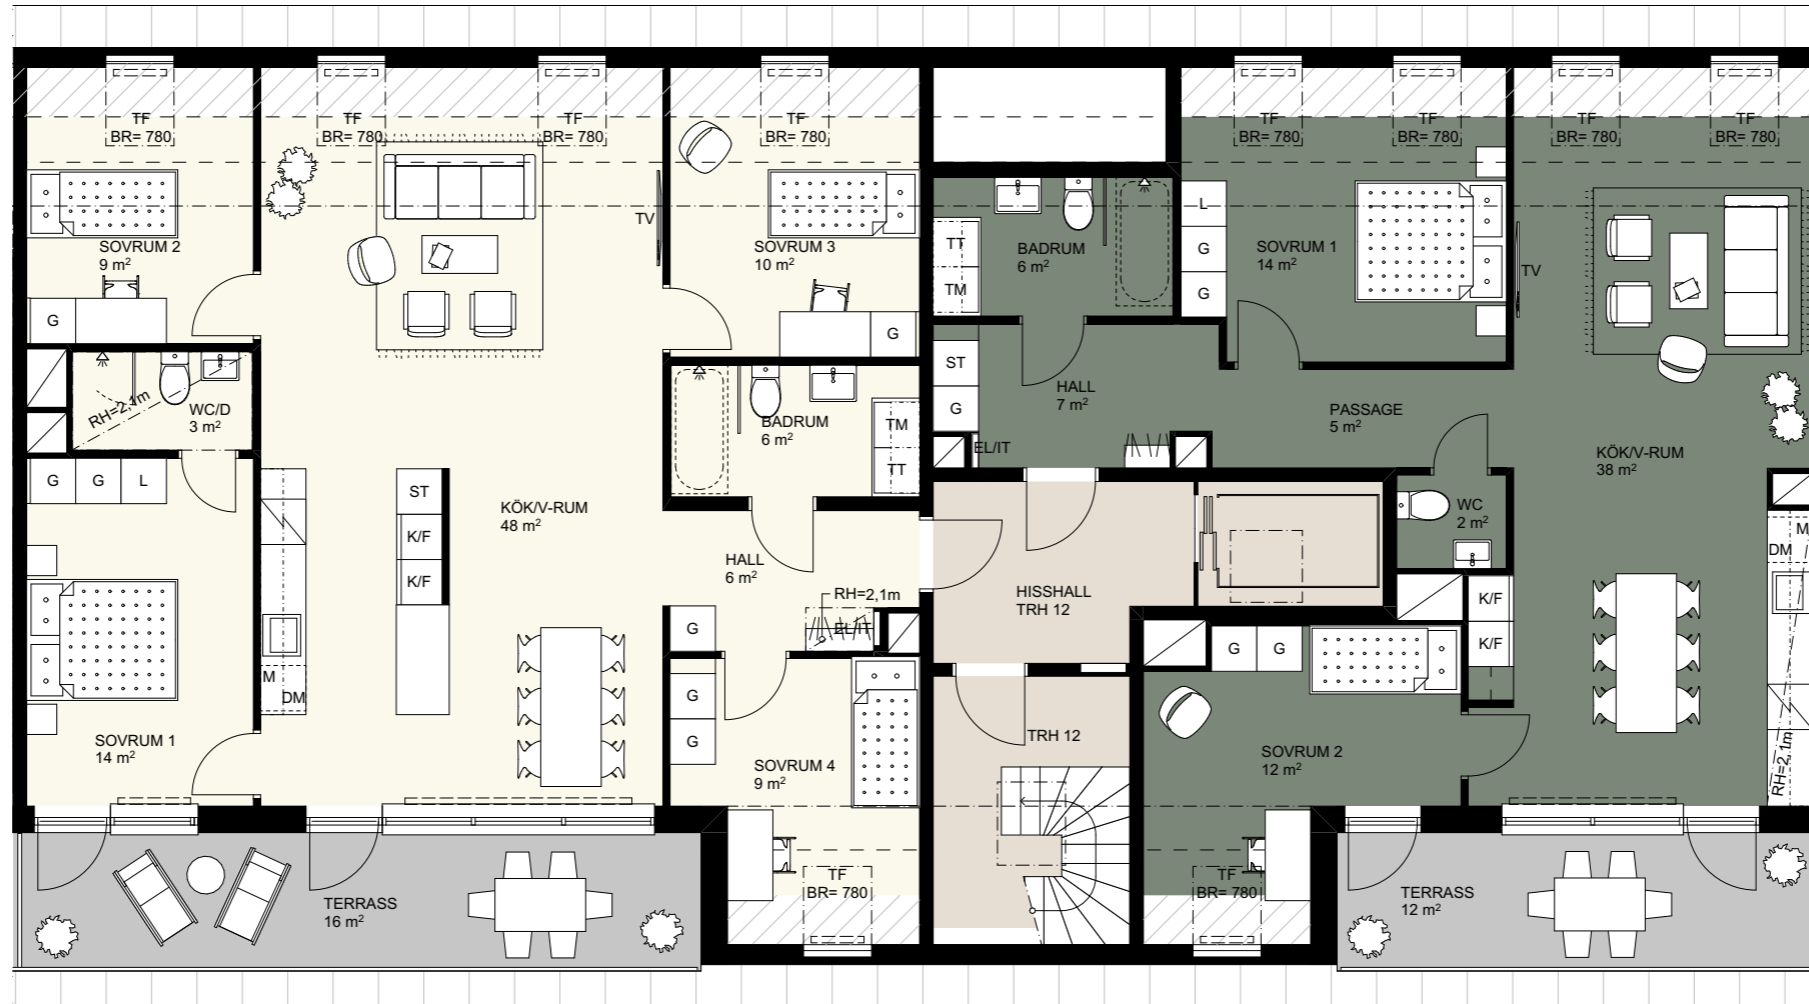 TF
BR= 780
TF
BR= 780
TF
BR= 780
TF
BR= 780
TF
BR= 780
TF
BR= 780
TF
BR= 780
TF
BR= 780
SOVRUM 2
9 m²
G
TV
SOVRUM 3
10 m²
G
TT
TM
BADRUM
6 m²
L
G
G
SOVRUM 1
14 m²
TV
RH=2,1m
WC/D
3 m²
BADRUM
6 m²
TM
TT
ST
G
EL/IT
HALL
7 m²
PASSAGE
5 m²
KÖK/V-RUM
38 m²
G
G
L
ST
K/F
K/F
KÖK/V-RUM
48 m²
HALL
6 m²
RH=2,1m
EL/IT
G
HISSHALL
TRH 12
WC
2 m²
K/F
K/F
M
DM
M
DM
SOVRUM 1
14 m²
G
G
SOVRUM 4
9 m²
TRH 12
G
G
SOVRUM 2
12 m²
RH=2,1m
TF
BR= 780
TF
BR= 780
TERRASS
16 m²
TERRASS
12 m²